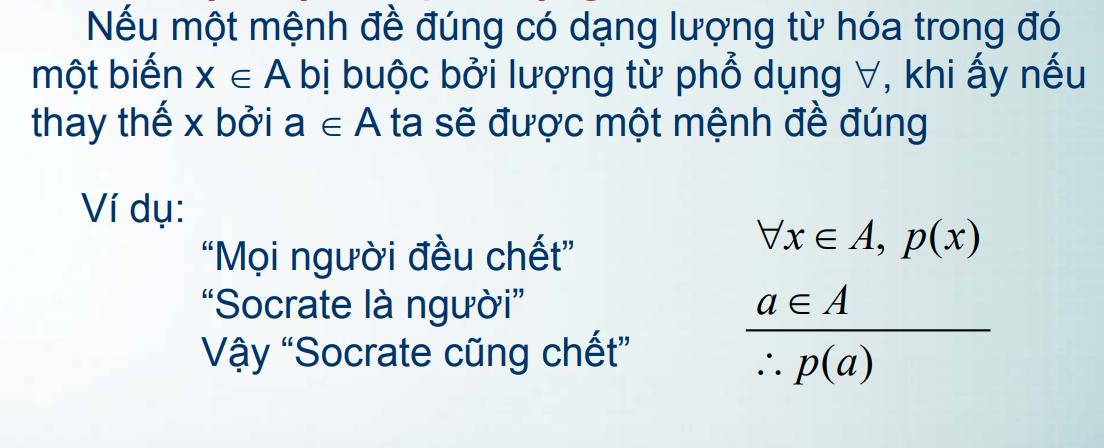 Nếu một mệnh đề đúng có dạng lượng từ hóa trong đó
một biến x ∈ A bị buộc bởi lượng từ phổ dụng ∀, khi ấy nếu
thay thế x bởi a ∈ A ta sẽ được một mệnh đề đúng
Ví dụ:
“Mọi người đều chết”
“Socrate là người”
Vậy “Socrate cũng chết”
∀x ∈ A, p(x)
a ∈ A
∴ p(a)